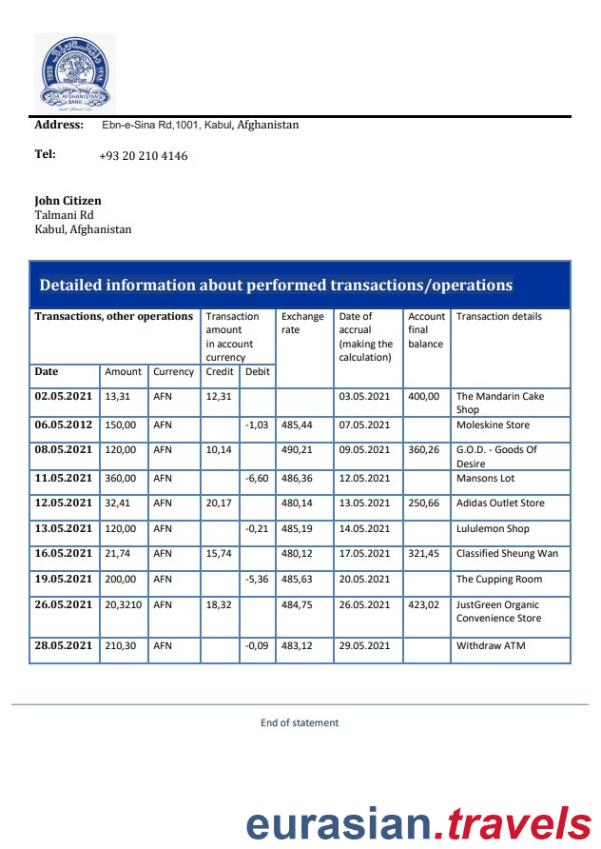 DA AFGHANISTAN
BANK
Address: Ebn-e-Sina Rd,1001, Kabul, Afghanistan
Tel: +93 20 210 4146
John Citizen
Talmani Rd
Kabul, Afghanistan
Detailed information about performed transactions/operations
Transactions, other operations Transaction amount in account currency Exchange rate Date of accrual (making the calculation) Account final balance Transaction details
Date Amount Currency Credit Debit
02.05.2021 13,31 AFN 12,31 03.05.2021 400,00 The Mandarin Cake Shop
06.05.2012 150,00 AFN -1,03 485,44 07.05.2021 Moleskine Store
08.05.2021 120,00 AFN 10,14 490,21 09.05.2021 360,26 G.O.D. - Goods Of Desire
11.05.2021 360,00 AFN -6,60 486,36 12.05.2021 Mansons Lot
12.05.2021 32,41 AFN 20,17 480,14 13.05.2021 250,66 Adidas Outlet Store
13.05.2021 120,00 AFN -0,21 485,19 14.05.2021 Lululemon Shop
16.05.2021 21,74 AFN 15,74 480,12 17.05.2021 321,45 Classified Sheung Wan
19.05.2021 200,00 AFN -5,36 485,63 20.05.2021 The Cupping Room
26.05.2021 20,3210 AFN 18,32 484,75 26.05.2021 423,02 JustGreen Organic Convenience Store
28.05.2021 210,30 AFN -0,09 483,12 29.05.2021 Withdraw ATM
End of statement
eurasian.travels